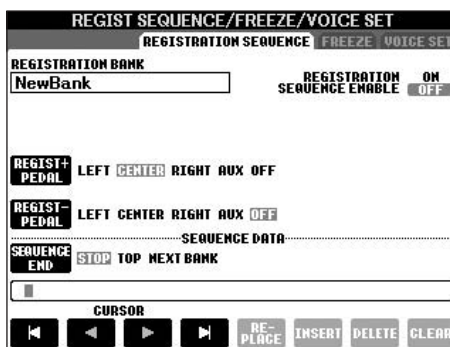 REGIST SEQUENCE/FREEZE/VOICE SET
REGISTRATION SEQUENCE FREEZE VOICE SET
REGISTRATION BANK
NewBank
REGISTRATION SEQUENCE ENABLE
ON
OFF
REGIST+ PEDAL LEFT CENTER RIGHT AUX OFF
REGIST- PEDAL LEFT CENTER RIGHT AUX OFF
SEQUENCE DATA
SEQUENCE END STOP TOP NEXT BANK
CURSOR
RE-PLACE INSERT DELETE CLEAR